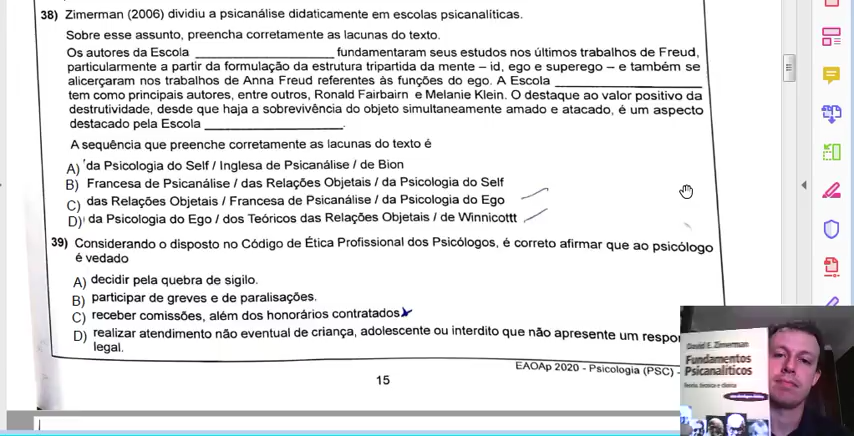 38) Zimerman (2006) dividiu a psicanálise didaticamente em escolas psicanalíticas.
Sobre esse assunto, preencha corretamente as lacunas do texto.
Os autores da Escola ____________________ fundamentaram seus estudos nos últimos trabalhos de Freud,
particularmente a partir da formulação da estrutura tripartida da mente – id, ego e superego – e também se
alicerçaram nos trabalhos de Anna Freud referentes às funções do ego. A Escola ____________________
tem como principais autores, entre outros, Ronald Fairbairn e Melanie Klein. O destaque ao valor positivo da
destrutividade, desde que haja a sobrevivência do objeto simultaneamente amado e atacado, é um aspecto
destacado pela Escola ____________________.
A sequência que preenche corretamente as lacunas do texto é
A) da Psicologia do Self / Inglesa de Psicanálise / de Bion
B) Francesa de Psicanálise / das Relações Objetais / da Psicologia do Self
C) das Relações Objetais / Francesa de Psicanálise / da Psicologia do Ego
D) da Psicologia do Ego / dos Teóricos das Relações Objetais / de Winnicottt
39) Considerando o disposto no Código de Ética Profissional dos Psicólogos, é correto afirmar que ao psicólogo
é vedado
A) decidir pela quebra de sigilo.
B) participar de greves e de paralisações.
C) receber comissões, além dos honorários contratados
D) realizar atendimento não eventual de criança, adolescente ou interdito que não apresente um respo
legal.
EAOAp 2020 - Psicologia (PSC) -
15
David E. Zimerman
Fundamentos
Psicanalíticos
Teoria, técnica e clínica